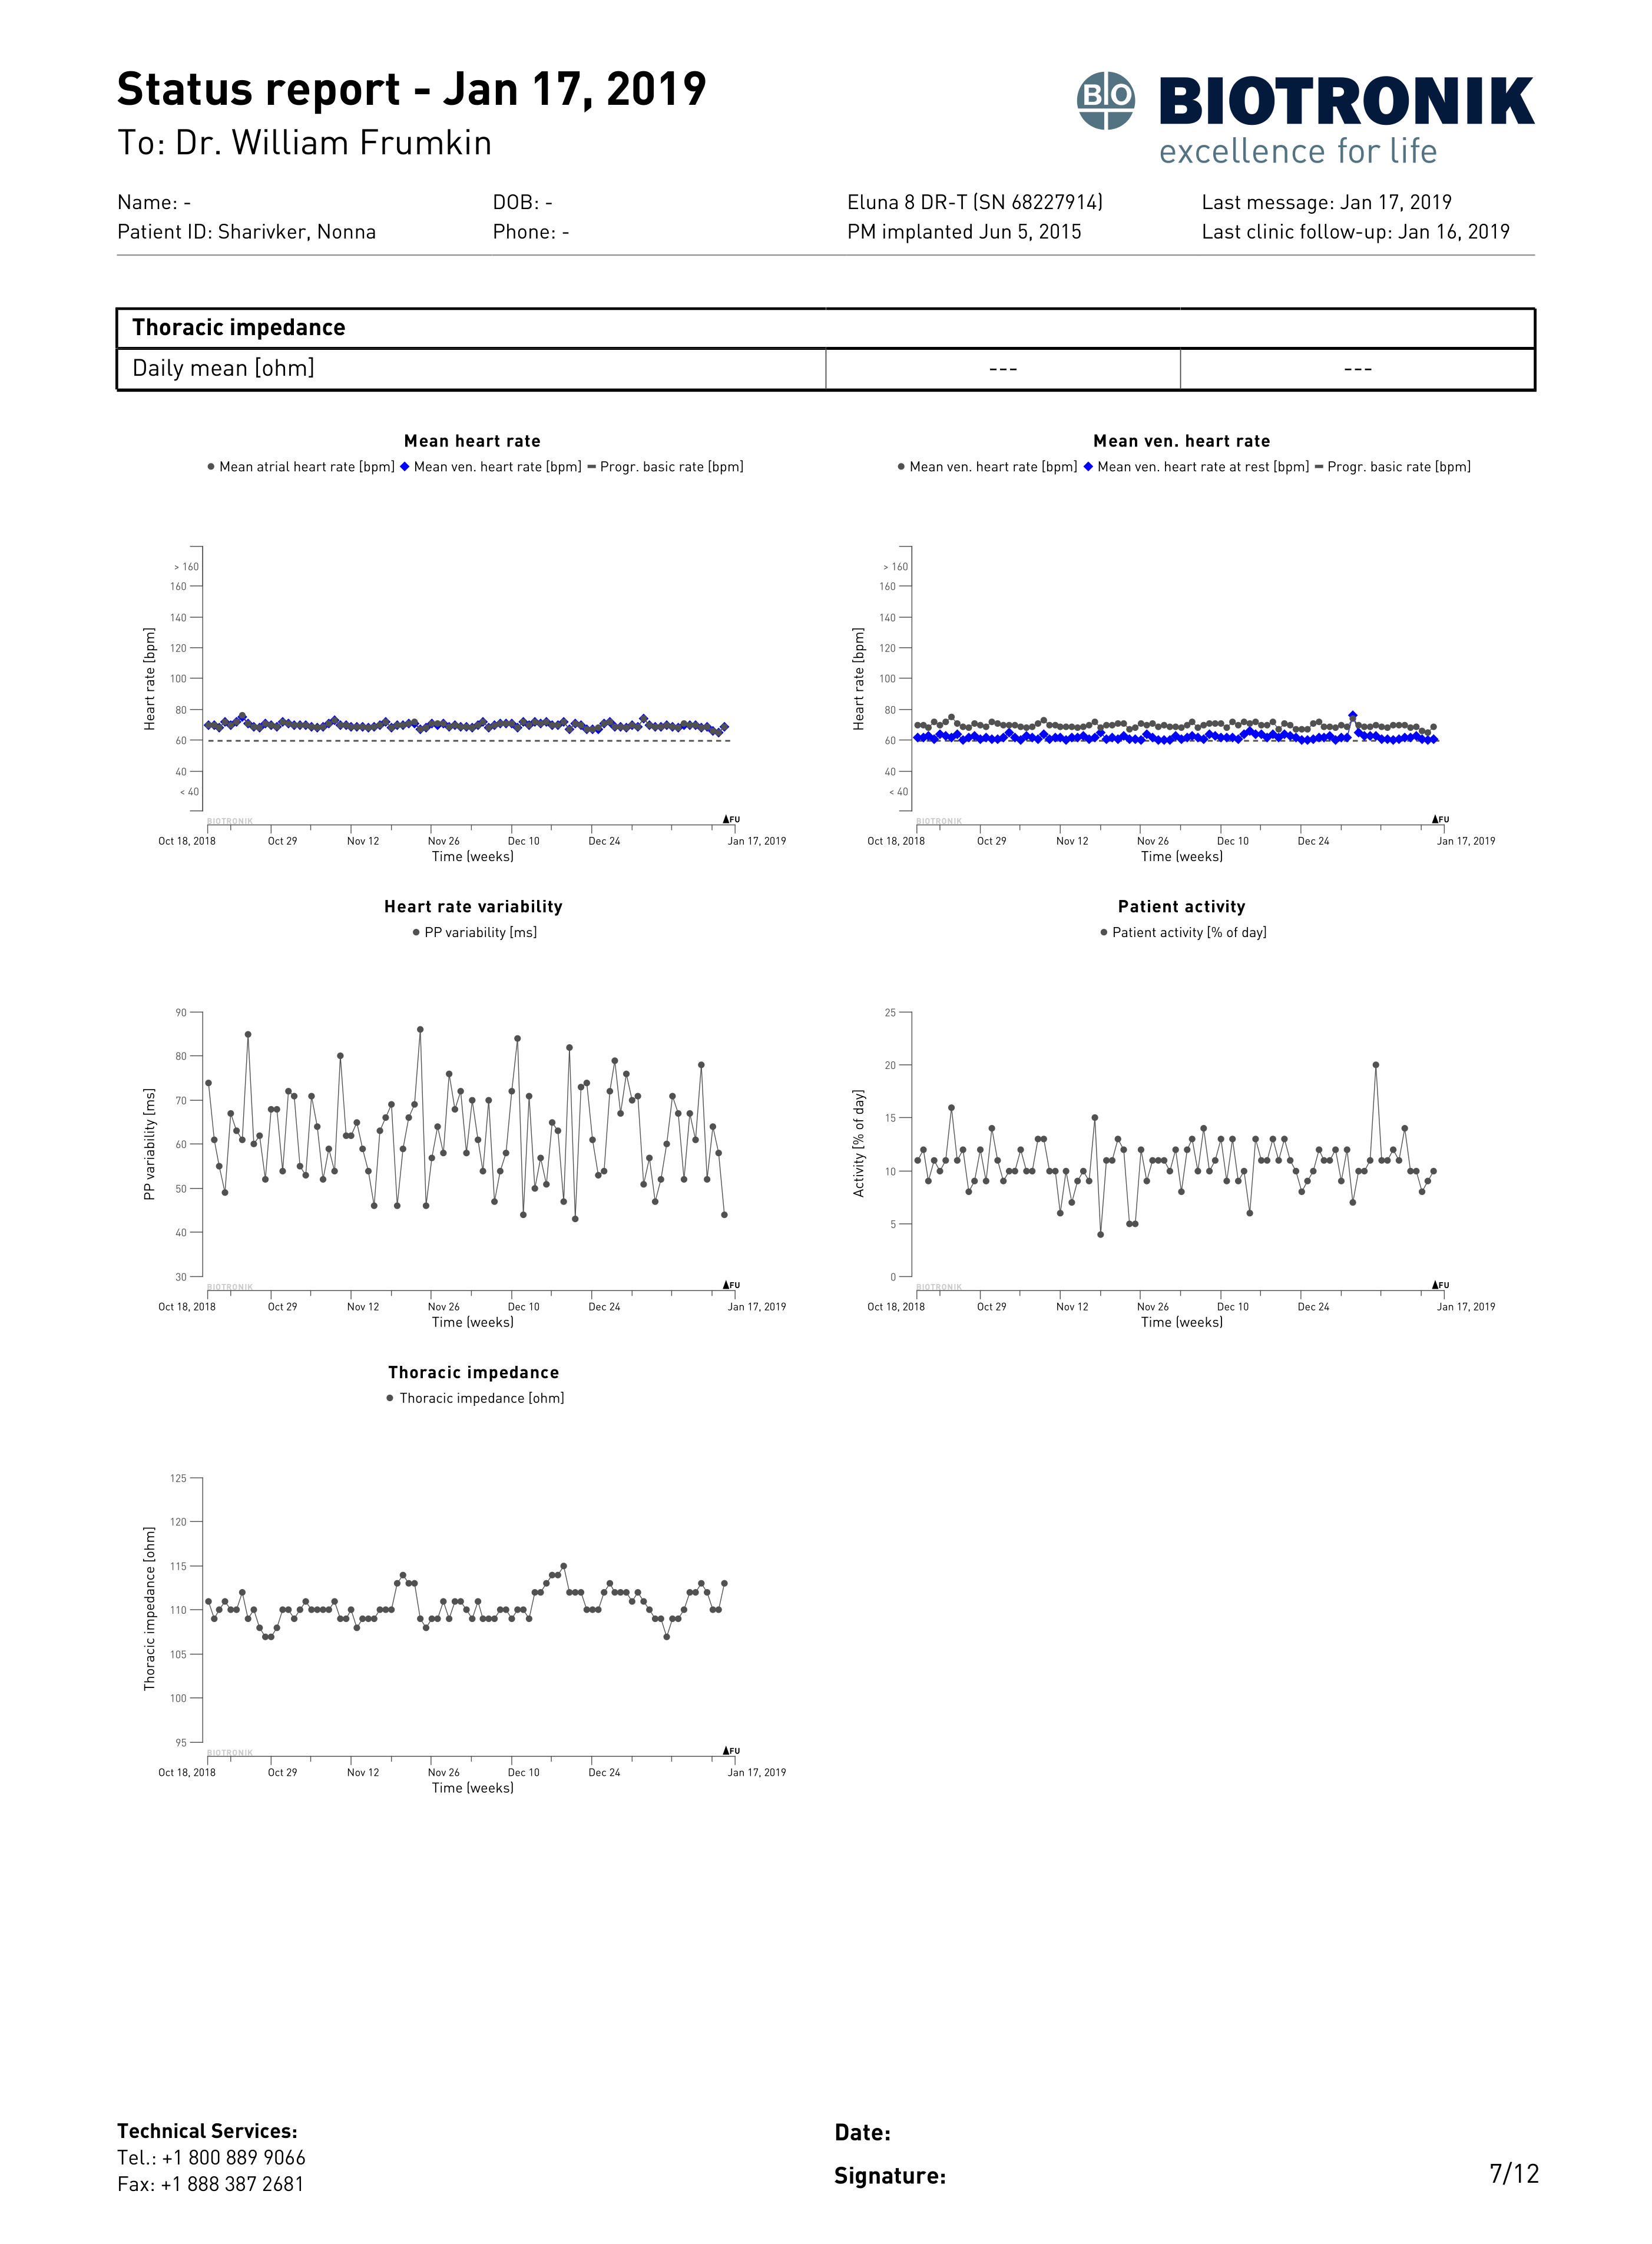 Status report - Jan 17, 2019
To: Dr. William Frumkin
BIO BIOTRONIK
excellence for life
Name: - DOB: - Eluna 8 DR-T (SN 68227914) Last message: Jan 17, 2019
Patient ID: Sharivker, Nonna Phone: - PM implanted Jun 5, 2015 Last clinic follow-up: Jan 16, 2019
Thoracic impedance
Daily mean [ohm] --- ---
Mean heart rate
Mean atrial heart rate [bpm] Mean ven. heart rate [bpm] Progr. basic rate [bpm]
Heart rate [bpm]
> 160
160
140
120
100
80
60
40
< 40
BIOTRONIK
FU
Oct 18, 2018 Oct 29 Nov 12 Nov 26 Dec 10 Dec 24 Jan 17, 2019
Time (weeks)
Mean ven. heart rate
Mean ven. heart rate [bpm] Mean ven. heart rate at rest [bpm] Progr. basic rate [bpm]
Heart rate [bpm]
> 160
160
140
120
100
80
60
40
< 40
BIOTRONIK
FU
Oct 18, 2018 Oct 29 Nov 12 Nov 26 Dec 10 Dec 24 Jan 17, 2019
Time (weeks)
Heart rate variability
PP variability [ms]
PP variability [ms]
90
80
70
60
50
40
30
BIOTRONIK
FU
Oct 18, 2018 Oct 29 Nov 12 Nov 26 Dec 10 Dec 24 Jan 17, 2019
Time (weeks)
Patient activity
Patient activity [% of day]
Activity [% of day]
25
20
15
10
5
0
BIOTRONIK
FU
Oct 18, 2018 Oct 29 Nov 12 Nov 26 Dec 10 Dec 24 Jan 17, 2019
Time (weeks)
Thoracic impedance
Thoracic impedance [ohm]
Thoracic impedance [ohm]
125
120
115
110
105
100
95
BIOTRONIK
FU
Oct 18, 2018 Oct 29 Nov 12 Nov 26 Dec 10 Dec 24 Jan 17, 2019
Time (weeks)
Technical Services:
Tel.: +1 800 889 9066
Fax: +1 888 387 2681
Date:
Signature:
7/12